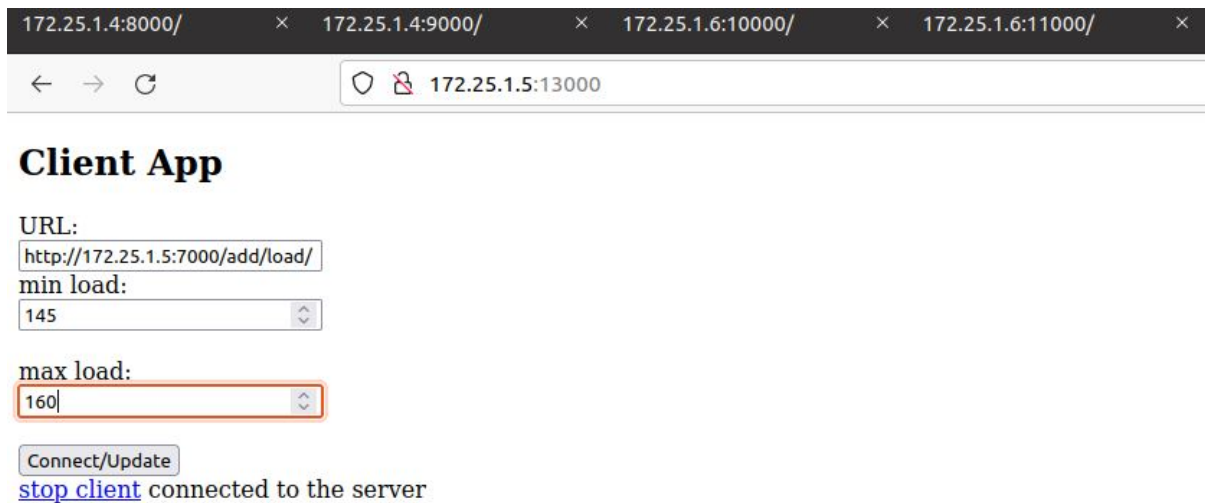 172.25.1.4:8000/ × 172.25.1.4:9000/ × 172.25.1.6:10000/ × 172.25.1.6:11000/ ×
172.25.1.5:13000
Client App
URL:
http://172.25.1.5:7000/add/load/
min load:
145
max load:
160
Connect/Update
stop client connected to the server